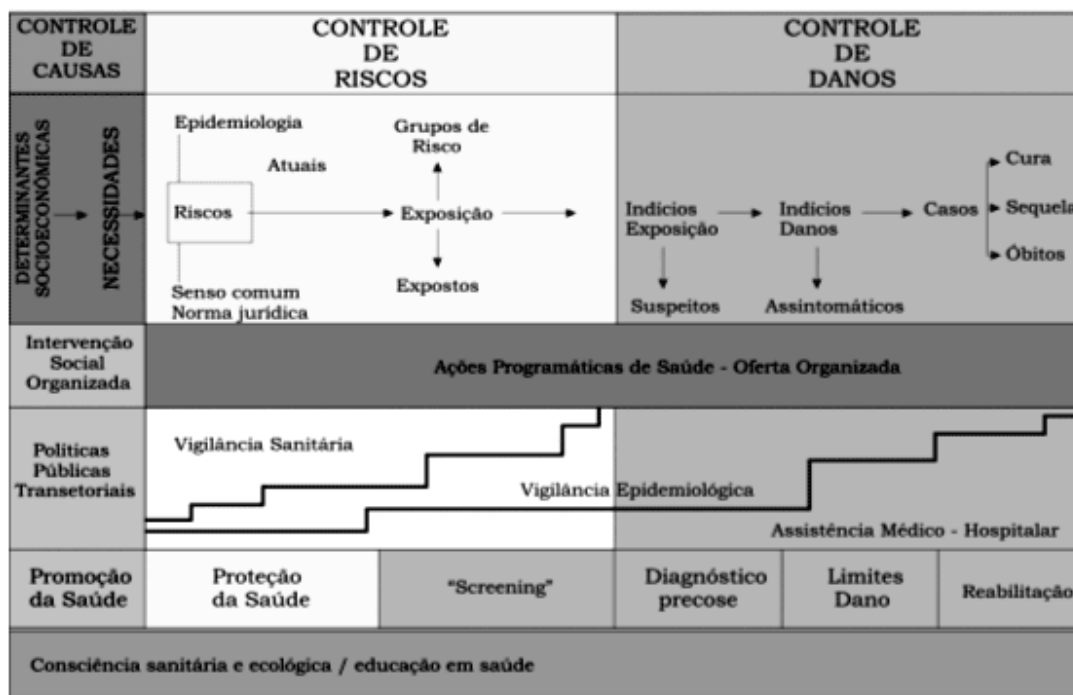 CONTROLE
DE
CAUSAS
CONTROLE
DE
RISCOS
CONTROLE
DE
DANOS
DETERMINANTES
SOCIOECONÔMICAS
NECESSIDADES
Epidemiologia
Atuais
Riscos
Senso comum
Norma jurídica
Grupos de
Risco
Exposição
Expostos
Indícios
Exposição
Suspeitos
Indícios
Danos
Assintomáticos
Casos
Cura
Sequela
Óbitos
Intervenção
Social
Organizada
Ações Programáticas de Saúde - Oferta Organizada
Políticas
Públicas
Transetoriais
Vigilância Sanitária
Vigilância Epidemiológica
Assistência Médico - Hospitalar
Promoção
da Saúde
Proteção
da Saúde
“Screening”
Diagnóstico
precose
Limites
Dano
Reabilitação
Consciência sanitária e ecológica / educação em saúde